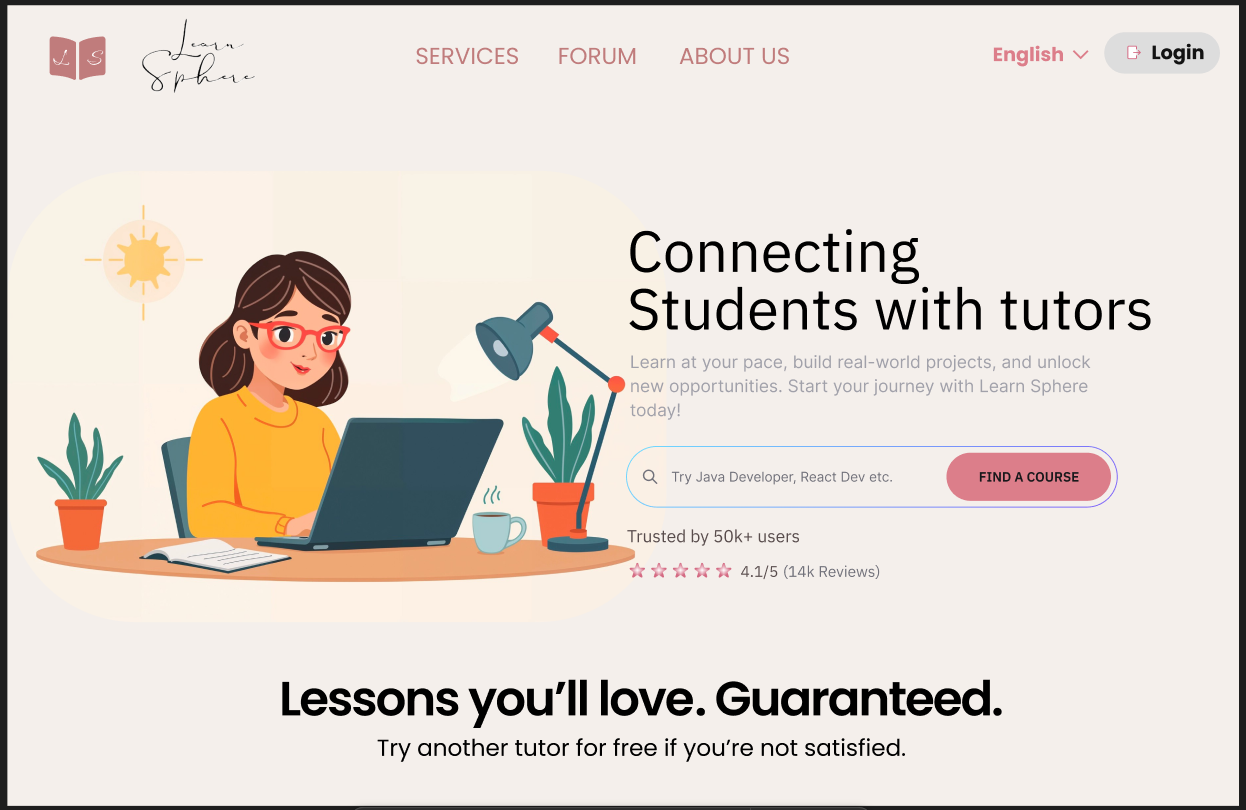 L S
Learn
Sphere
SERVICES FORUM ABOUT US
English
Login
Connecting
Students with tutors
Learn at your pace, build real-world projects, and unlock
new opportunities. Start your journey with Learn Sphere
today!
Try Java Developer, React Dev etc.
FIND A COURSE
Trusted by 50k+ users
4.1/5 (14k Reviews)
Lessons you’ll love. Guaranteed.
Try another tutor for free if you’re not satisfied.